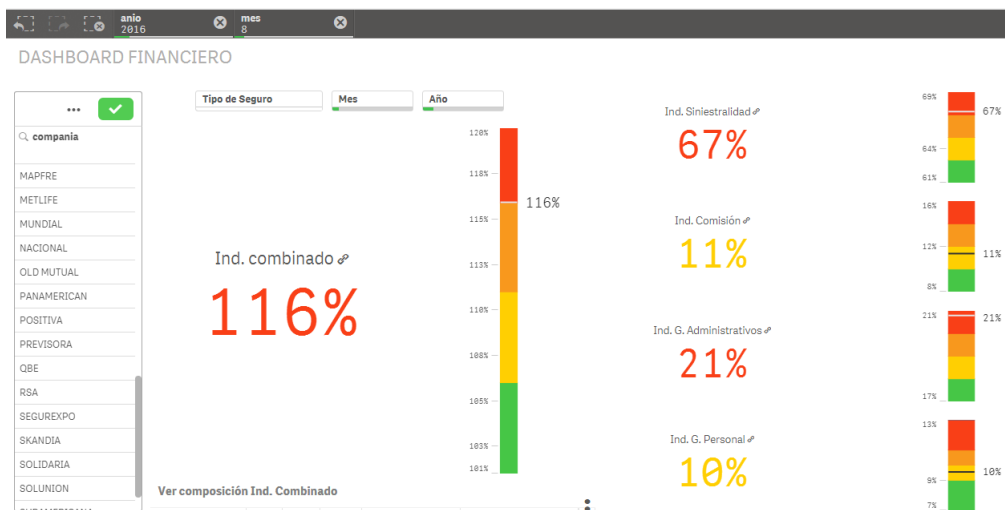 anio
2016
mes
8
DASHBOARD FINANCIERO
compania
MAPFRE
METLIFE
MUNDIAL
NACIONAL
OLD MUTUAL
PANAMERICAN
POSITIVA
PREVISORA
QBE
RSA
SEGUREXPO
SKANDIA
SOLIDARIA
SOLUNION
Tipo de Seguro
Mes
Año
Ind. combinado
116%
120%
118%
115%
113%
110%
108%
105%
103%
101%
116%
Ver composición Ind. Combinado
Ind. Siniestralidad
67%
69%
64%
61%
67%
Ind. Comisión
11%
16%
12%
8%
11%
Ind. G. Administrativos
21%
21%
17%
21%
Ind. G. Personal
10%
13%
9%
7%
10%